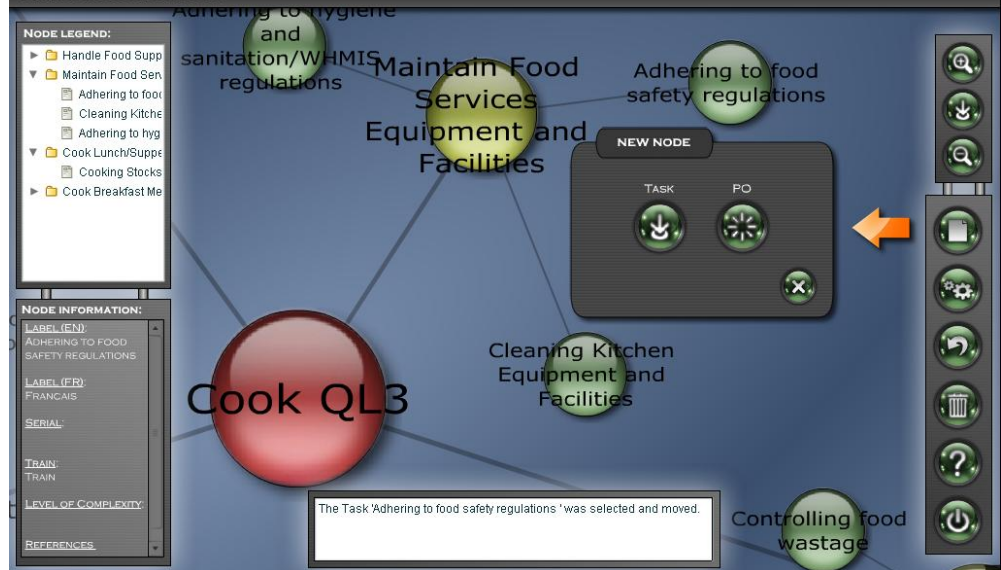 NODE LEGEND:
Handle Food Supp
Maintain Food Serv
Adhering to food
Cleaning Kitche
Adhering to hyg
Cook Lunch/Suppe
Cooking Stocks
Cook Breakfast Me
NODE INFORMATION:
LABEL (EN):
ADHERING TO FOOD
SAFETY REGULATIONS
LABEL (FR):
FRANCAIS
SERIAL:
TRAIN:
TRAIN
LEVEL OF COMPLEXITY:
REFERENCES
Adhering to hygiene
and
sanitation/WHMIS
regulations
Maintain Food
Services
Equipment and
Facilities
Adhering to food
safety regulations
NEW NODE
TASK
PO
Cleaning Kitchen
Equipment and
Facilities
Cook QL3
The Task 'Adhering to food safety regulations ' was selected and moved.
Controlling food
wastage